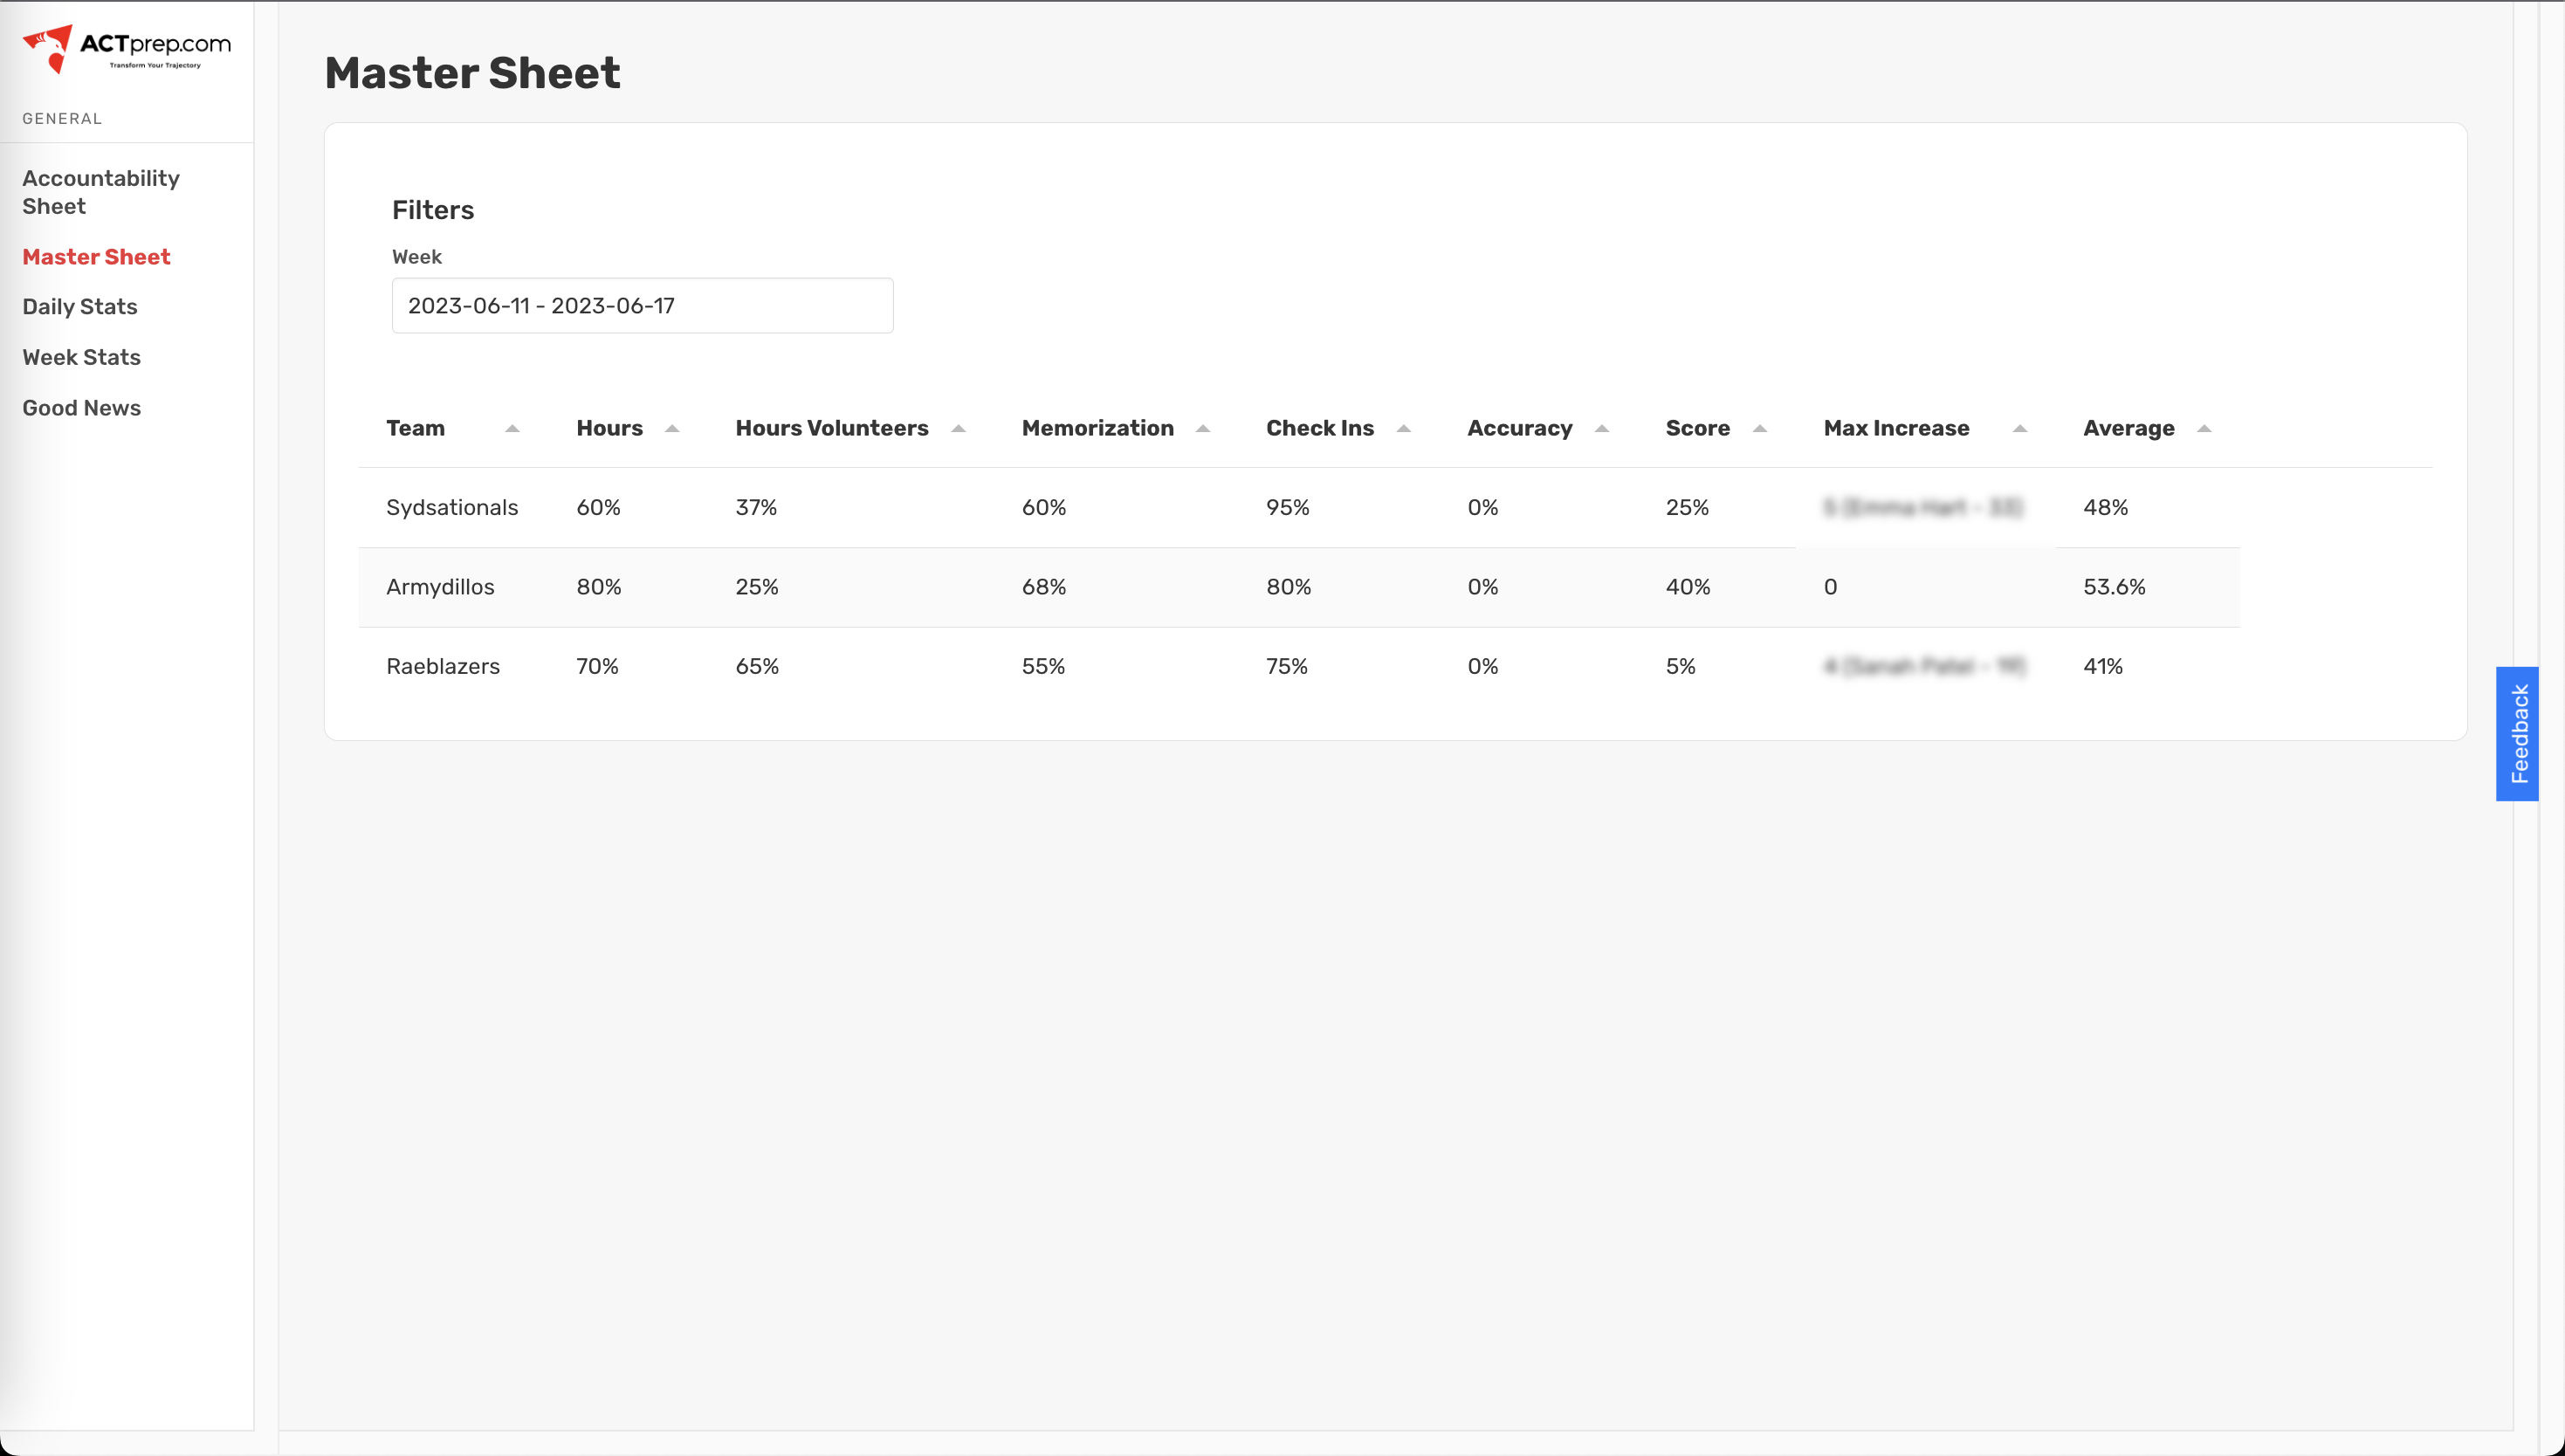 ACTprep.com
Transform Your Trajectory
GENERAL
Accountability
Sheet
Master Sheet
Daily Stats
Week Stats
Good News
Master Sheet
Filters
Week
2023-06-11 - 2023-06-17
Team Hours Hours Volunteers Memorization Check Ins Accuracy Score Max Increase Average
Sydsationals 60% 37% 60% 95% 0% 25% 48%
Armydillos 80% 25% 68% 80% 0% 40% 0 53.6%
Raeblazers 70% 65% 55% 75% 0% 5% 41%
Feedback